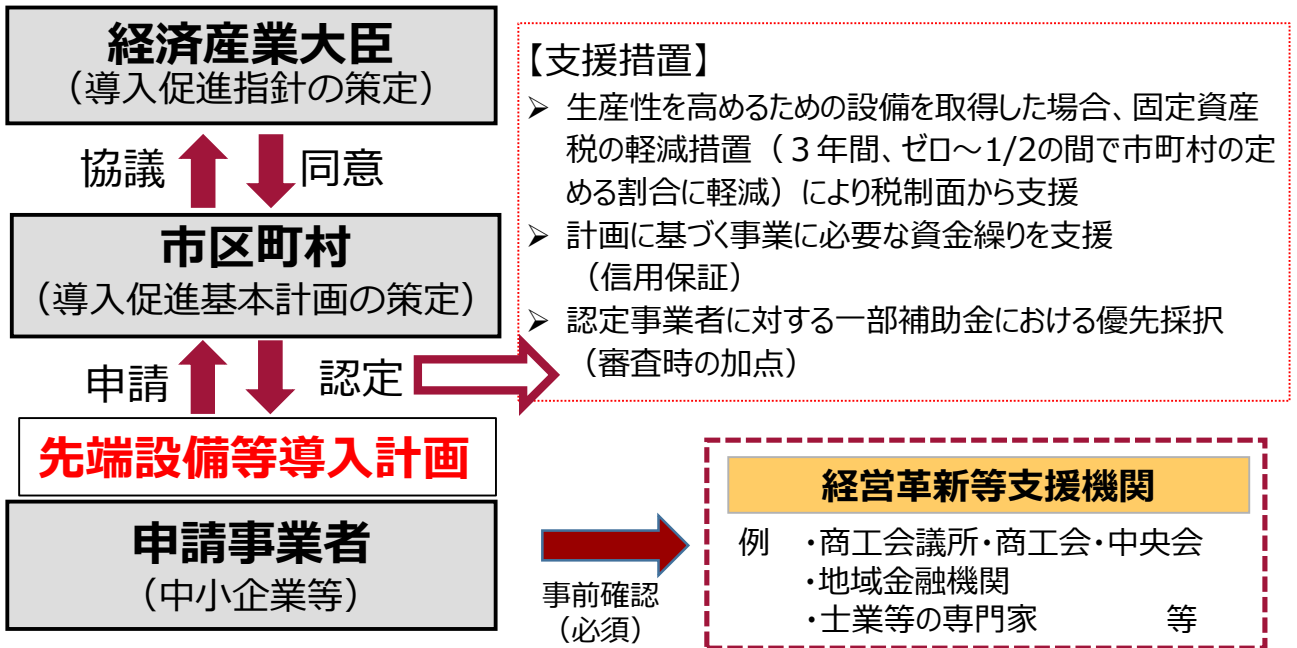 経済産業大臣
（導入促進指針の策定）
協議
同意
市区町村
（導入促進基本計画の策定）
申請
認定
先端設備等導入計画
申請事業者
（中小企業等）
【支援措置】
➢ 生産性を高めるための設備を取得した場合、固定資産
税の軽減措置（３年間、ゼロ～1/2の間で市町村の定
める割合に軽減）により税制面から支援
➢ 計画に基づく事業に必要な資金繰りを支援
（信用保証）
➢ 認定事業者に対する一部補助金における優先採択
（審査時の加点）
事前確認
（必須）
経営革新等支援機関
例 ・商工会議所・商工会・中央会
・地域金融機関
・士業等の専門家 等